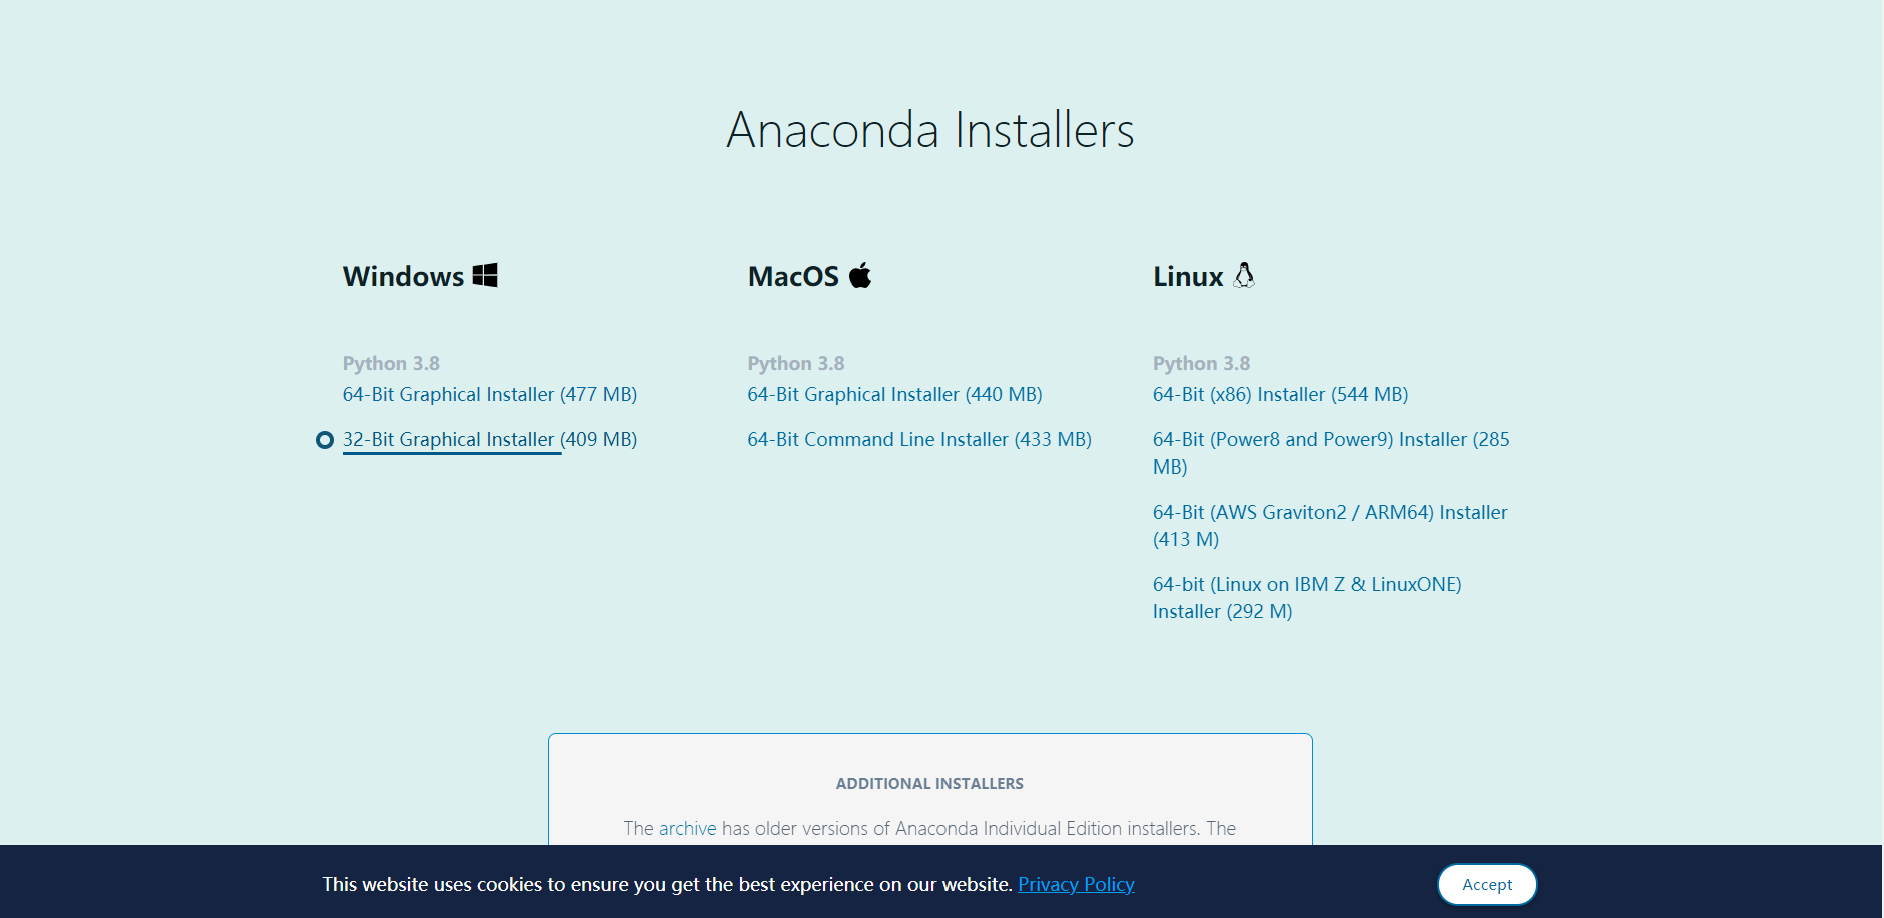 Anaconda Installers
Windows
Python 3.8
64-Bit Graphical Installer (477 MB)
32-Bit Graphical Installer (409 MB)
MacOS
Python 3.8
64-Bit Graphical Installer (440 MB)
64-Bit Command Line Installer (433 MB)
Linux
Python 3.8
64-Bit (x86) Installer (544 MB)
64-Bit (Power8 and Power9) Installer (285
MB)
64-Bit (AWS Graviton2 / ARM64) Installer
(413 M)
64-bit (Linux on IBM Z & LinuxONE)
Installer (292 M)
ADDITIONAL INSTALLERS
The archive has older versions of Anaconda Individual Edition installers. The
This website uses cookies to ensure you get the best experience on our website. Privacy Policy
Accept